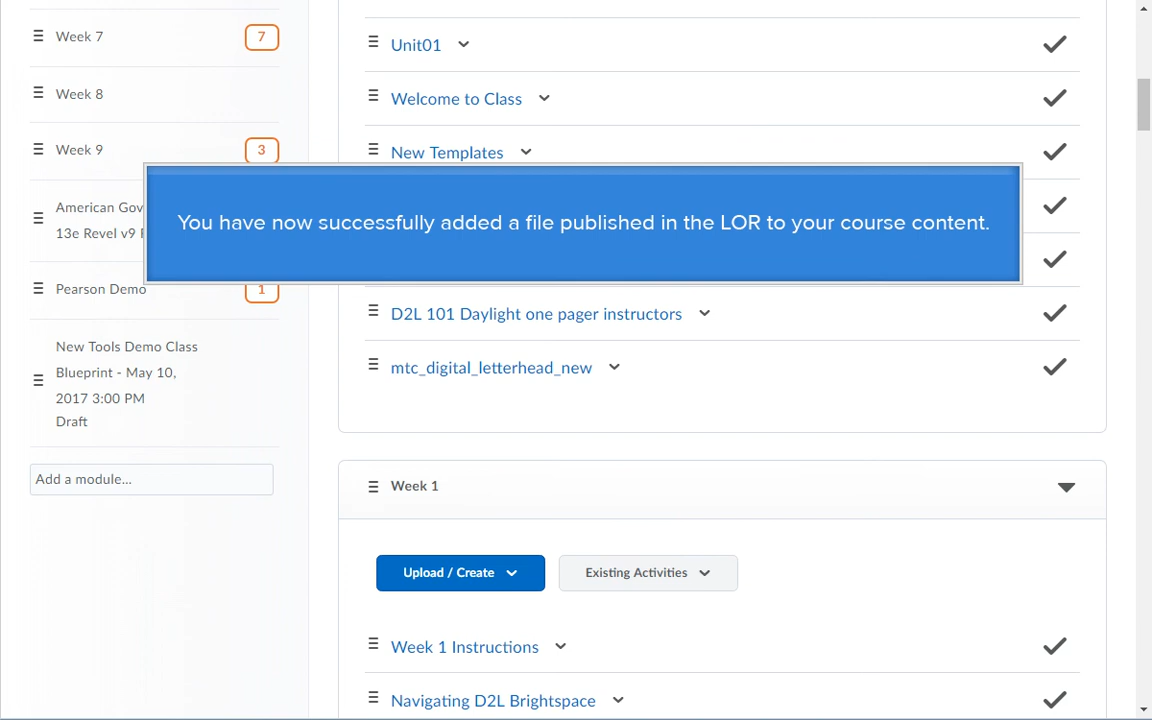 Week 7
7
Week 8
Week 9
3
American Gov
13e Revel v9
Pearson Demo
1
New Tools Demo Class
Blueprint - May 10,
2017 3:00 PM
Draft
Add a module...
Unit01
Welcome to Class
New Templates
You have now successfully added a file published in the LOR to your course content.
D2L 101 Daylight one pager instructors
mtc_digital_letterhead_new
Week 1
Upload / Create
Existing Activities
Week 1 Instructions
Navigating D2L Brightspace